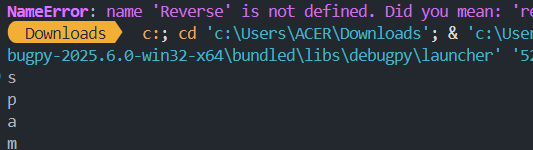 NameError: name 'Reverse' is not defined. Did you mean: 're
Downloads c:; cd 'c:\Users\ACER\Downloads'; & 'c:\User
bugpy-2025.6.0-win32-x64\bundled\libs\debugpy\launcher' '52
s
p
a
m